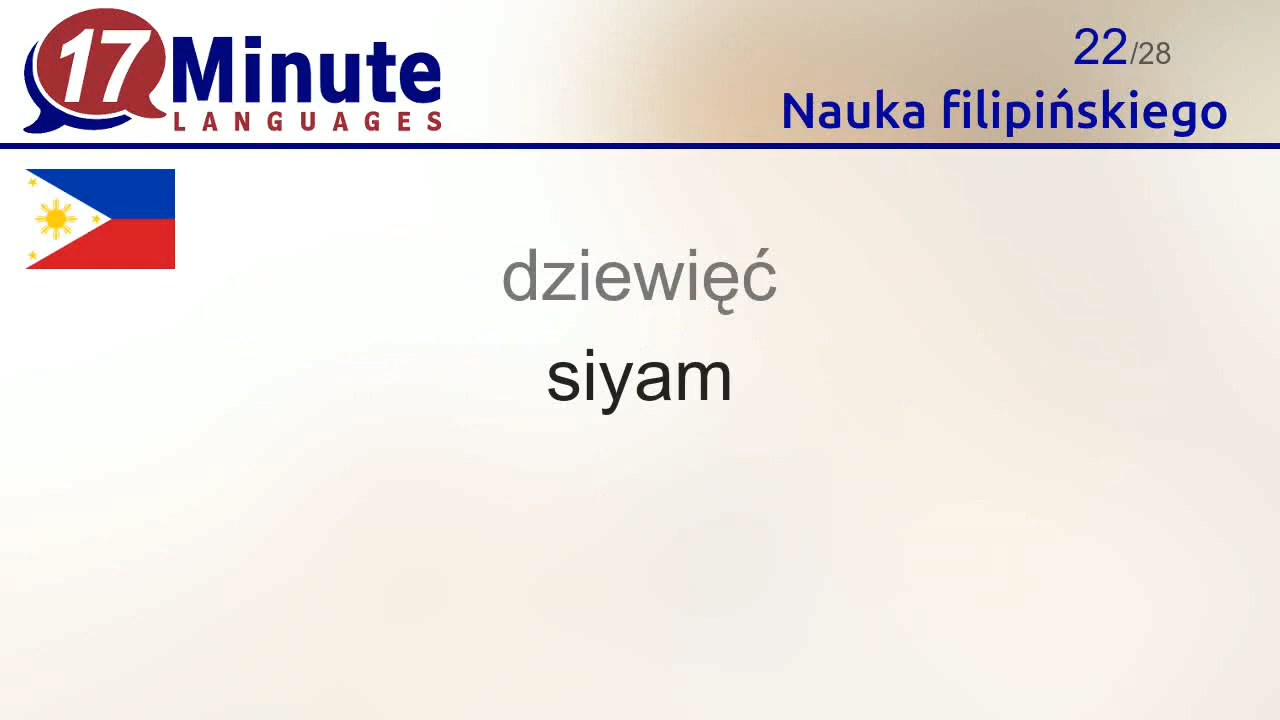 17 Minute
LANGUAGES
22/28
Nauka filipińskiego
dziewięć
siyam